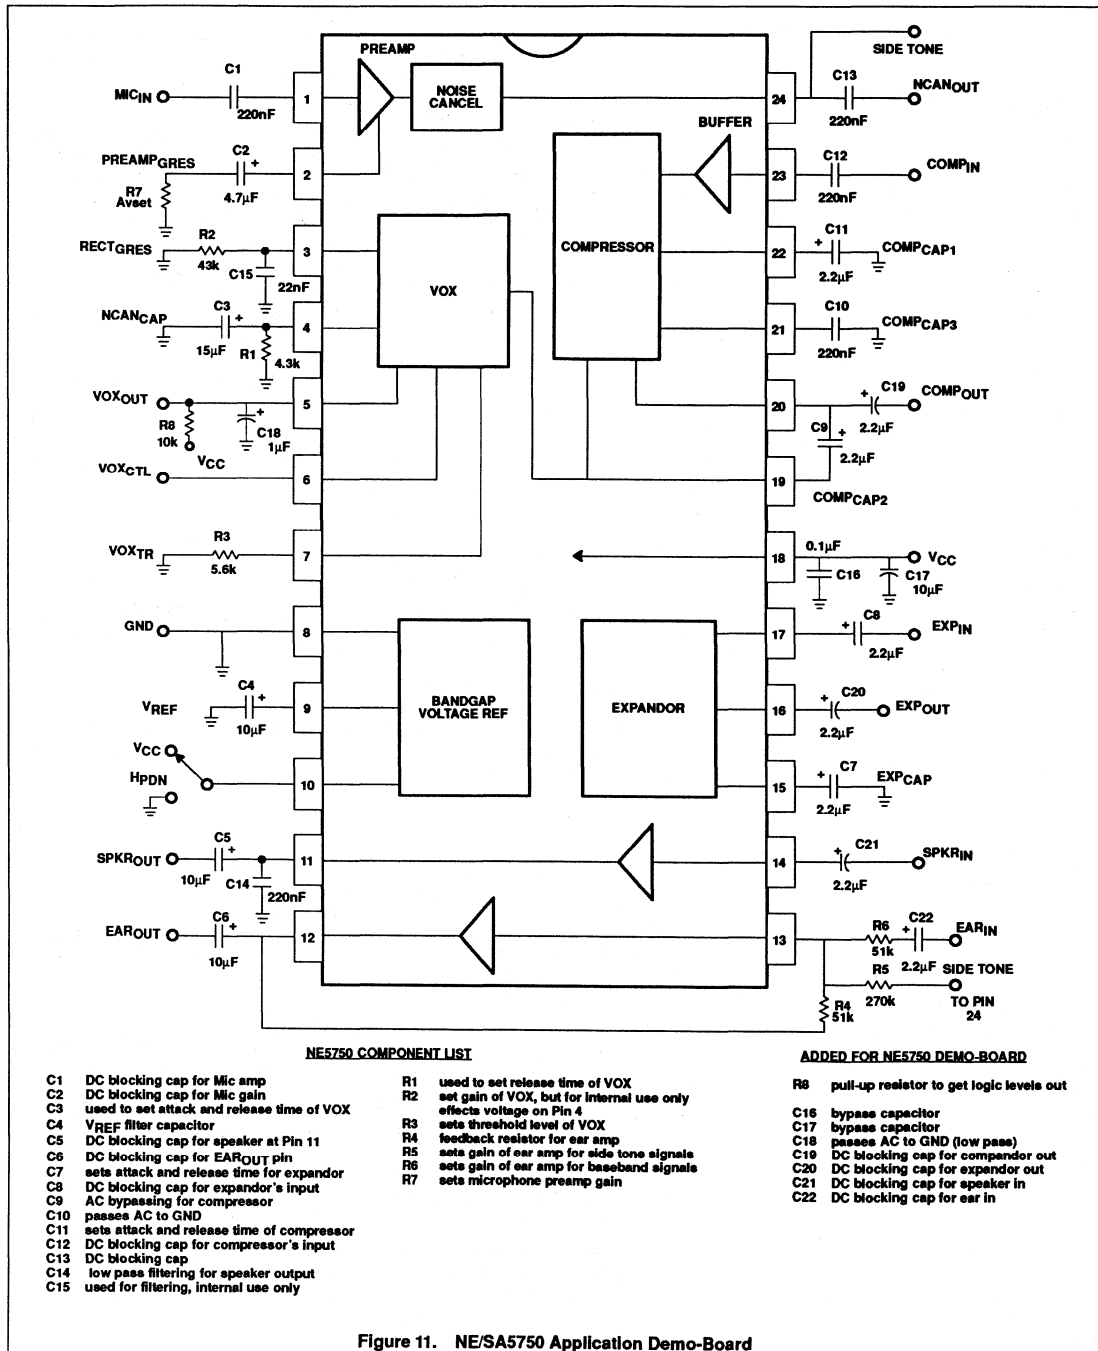 SIDE TONE
PREAMP
C1
C13
MICIN
1
NOISE
CANCEL
24
NCANOUT
220nF
220nF
BUFFER
PREAMPGRES
C2
+
2
23
C12
COMPIN
R7
Avset
4.7µF
220nF
RECTGRES
R2
3
COMPRESSOR
22
+
C11
COMPCAP1
43k
C15
22nF
VOX
2.2µF
NCANCAP
C3
+
4
21
C10
COMPCAP3
15µF
R1
4.3k
220nF
VOXOUT
5
20
+
C19
COMPOUT
R8
10k
+
C18
1µF
C9
+
2.2µF
2.2µF
VCC
VOXCTL
6
19
COMPCAP2
VOXTR
R3
7
18
0.1µF
VCC
5.6k
C16
C17
10µF
GND
8
17
+
C8
EXPIN
2.2µF
VREF
C4
+
9
BANDGAP
VOLTAGE REF
EXPANDOR
16
+
C20
EXPOUT
10µF
2.2µF
VCC
HPDN
10
15
+
C7
EXPCAP
2.2µF
SPKROUT
C5
+
11
14
+
C21
SPKRIN
10µF
C14
220nF
2.2µF
EAROUT
C6
+
12
13
R6
+
C22
EARIN
10µF
51k
2.2µF
R5
SIDE TONE
R4
51k
270k
TO PIN
24
NE5750 COMPONENT LIST
C1 DC blocking cap for Mic amp
C2 DC blocking cap for Mic gain
C3 used to set attack and release time of VOX
C4 VREF filter capacitor
C5 DC blocking cap for speaker at Pin 11
C6 DC blocking cap for EAROUT pin
C7 sets attack and release time for expandor
C8 DC blocking cap for expandor's input
C9 AC bypassing for compressor
C10 passes AC to GND
C11 sets attack and release time of compressor
C12 DC blocking cap for compressor's input
C13 DC blocking cap
C14 low pass filtering for speaker output
C15 used for filtering, internal use only
R1 used to set release time of VOX
R2 set gain of VOX, but for internal use only
effects voltage on Pin 4
R3 sets threshold level of VOX
R4 feedback resistor for ear amp
R5 sets gain of ear amp for side tone signals
R6 sets gain of ear amp for baseband signals
R7 sets microphone preamp gain
ADDED FOR NE5750 DEMO-BOARD
R8 pull-up resistor to get logic levels out
C16 bypass capacitor
C17 bypass capacitor
C18 passes AC to GND (low pass)
C19 DC blocking cap for compandor out
C20 DC blocking cap for expandor out
C21 DC blocking cap for speaker in
C22 DC blocking cap for ear in
Figure 11. NE/SA5750 Application Demo-Board